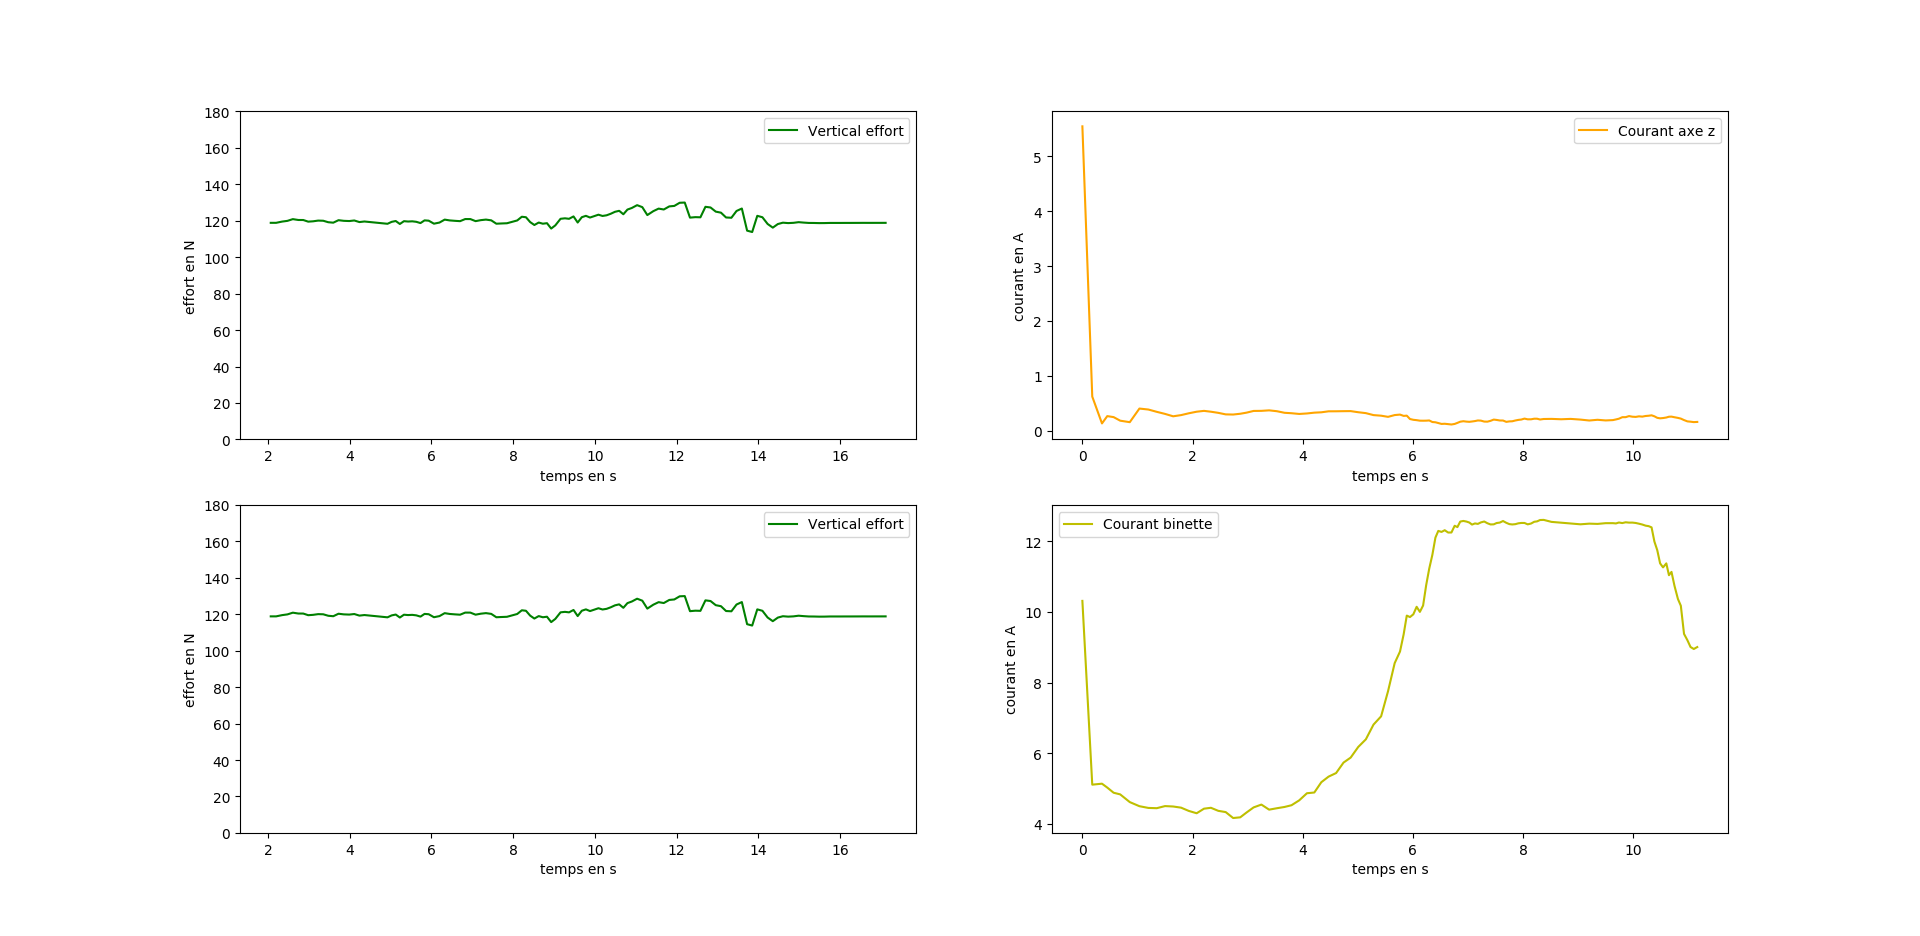 180
160
140
120
100
80
60
40
20
0
effort en N
Vertical effort
2 4 6 8 10 12 14 16
temps en s
5
4
3
2
1
0
courant en A
Courant axe z
0 2 4 6 8 10
temps en s
180
160
140
120
100
80
60
40
20
0
effort en N
Vertical effort
2 4 6 8 10 12 14 16
temps en s
12
10
8
6
4
courant en A
Courant binette
0 2 4 6 8 10
temps en s